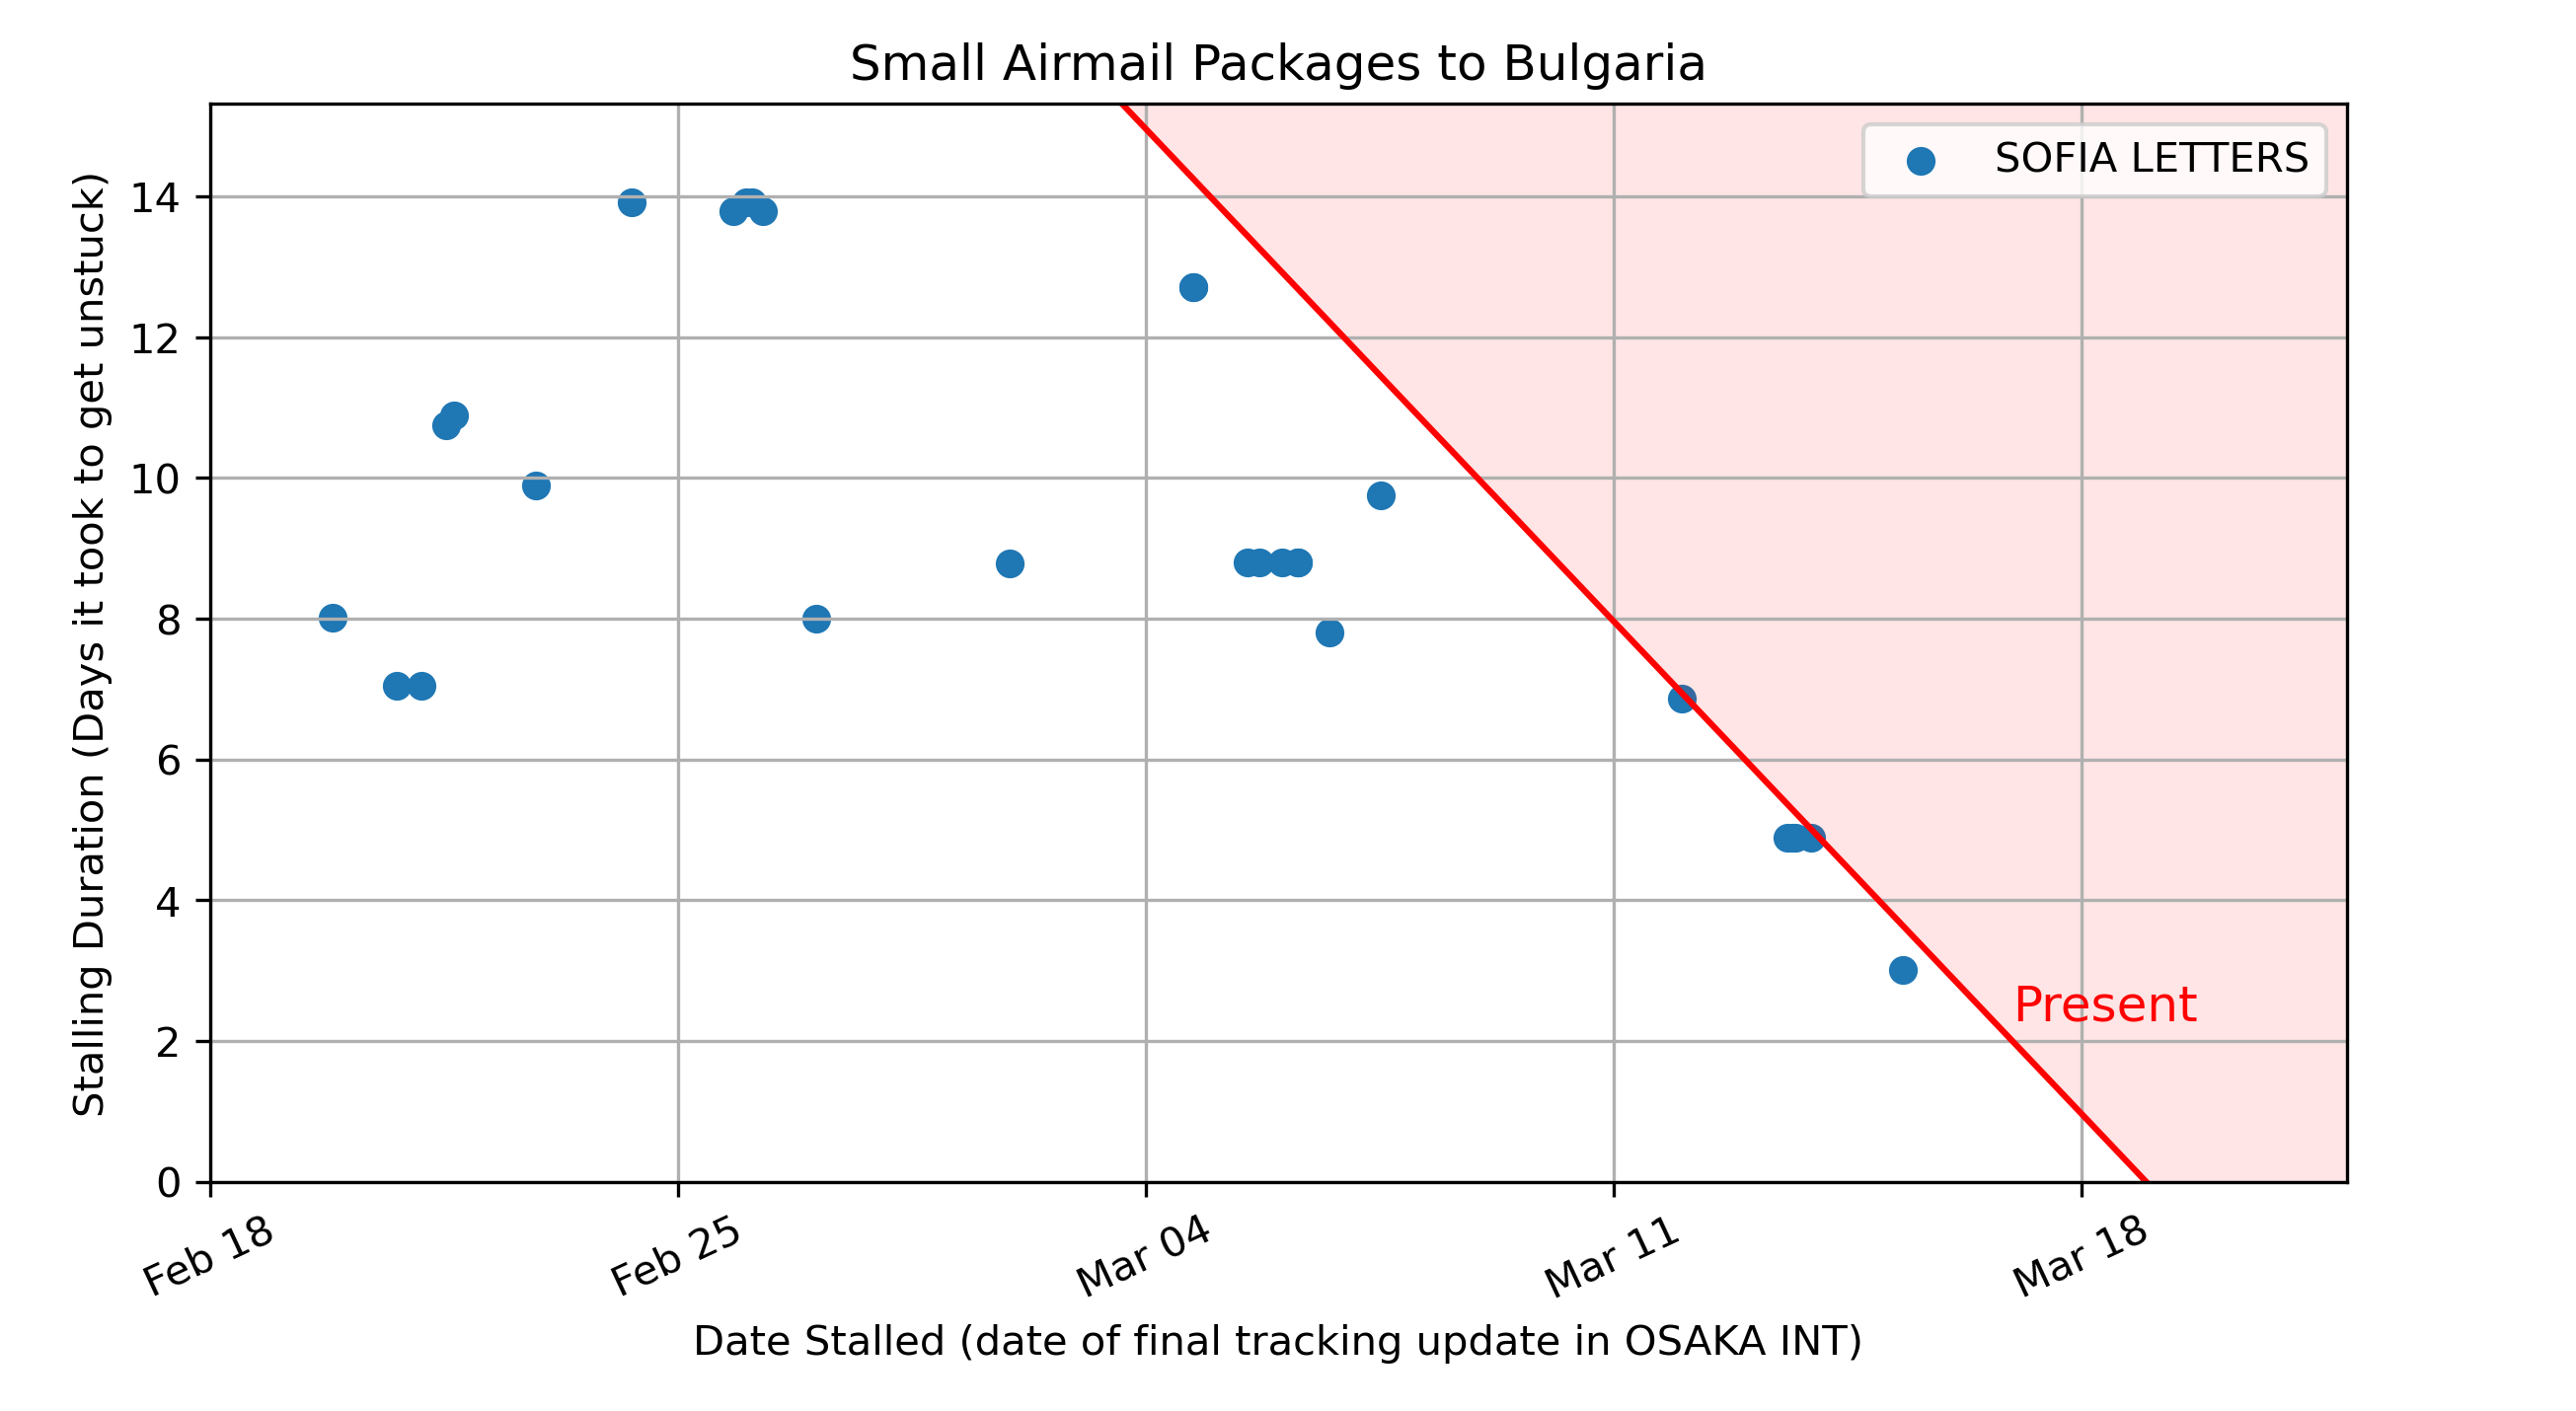 Small Airmail Packages to Bulgaria
SOFIA LETTERS
Stalling Duration (Days it took to get unstuck)
14
12
10
8
6
4
2
0
Present
Feb 18
Feb 25
Mar 04
Mar 11
Mar 18
Date Stalled (date of final tracking update in OSAKA INT)